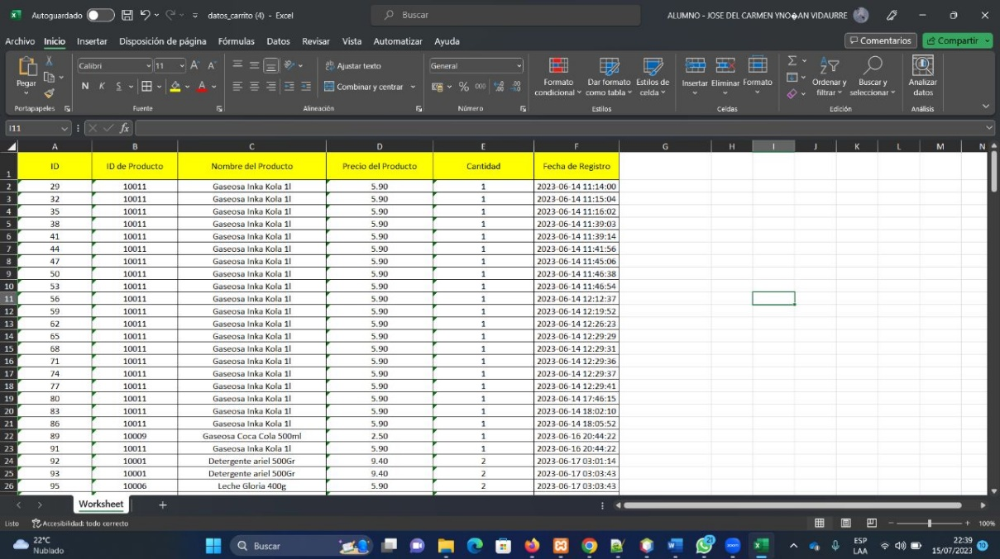 Autoguardado datos_carrito (4) - Excel Buscar ALUMNO - JOSE DEL CARMEN YNO�AN VIDAURRE
Archivo Inicio Insertar Disposición de página Fórmulas Datos Revisar Vista Automatizar Ayuda Comentarios Compartir
Pegar Calibri 11 Ajustar texto General Formato condicional Dar formato como tabla Estilos de celda Insertar Eliminar Formato Ordenar y filtrar Buscar y seleccionar Analizar datos
N K S Combinar y centrar % 000
Portapapeles Fuente Alineación Número Estilos Celdas Edición Análisis
I11 fx
A B C D E F G H I J K L M N
1 ID ID de Producto Nombre del Producto Precio del Producto Cantidad Fecha de Registro
2 29 10011 Gaseosa Inka Kola 1l 5.90 1 2023-06-14 11:14:00
3 32 10011 Gaseosa Inka Kola 1l 5.90 1 2023-06-14 11:15:04
4 35 10011 Gaseosa Inka Kola 1l 5.90 1 2023-06-14 11:16:02
5 38 10011 Gaseosa Inka Kola 1l 5.90 1 2023-06-14 11:39:03
6 41 10011 Gaseosa Inka Kola 1l 5.90 1 2023-06-14 11:39:14
7 44 10011 Gaseosa Inka Kola 1l 5.90 1 2023-06-14 11:41:56
8 47 10011 Gaseosa Inka Kola 1l 5.90 1 2023-06-14 11:45:06
9 50 10011 Gaseosa Inka Kola 1l 5.90 1 2023-06-14 11:46:38
10 53 10011 Gaseosa Inka Kola 1l 5.90 1 2023-06-14 11:46:54
11 56 10011 Gaseosa Inka Kola 1l 5.90 1 2023-06-14 12:12:37
12 59 10011 Gaseosa Inka Kola 1l 5.90 1 2023-06-14 12:19:52
13 62 10011 Gaseosa Inka Kola 1l 5.90 1 2023-06-14 12:26:23
14 65 10011 Gaseosa Inka Kola 1l 5.90 1 2023-06-14 12:29:29
15 68 10011 Gaseosa Inka Kola 1l 5.90 1 2023-06-14 12:29:31
16 71 10011 Gaseosa Inka Kola 1l 5.90 1 2023-06-14 12:29:36
17 74 10011 Gaseosa Inka Kola 1l 5.90 1 2023-06-14 12:29:37
18 77 10011 Gaseosa Inka Kola 1l 5.90 1 2023-06-14 12:29:41
19 80 10011 Gaseosa Inka Kola 1l 5.90 1 2023-06-14 17:46:15
20 83 10011 Gaseosa Inka Kola 1l 5.90 1 2023-06-14 18:02:10
21 86 10011 Gaseosa Inka Kola 1l 5.90 1 2023-06-14 18:05:52
22 89 10009 Gaseosa Coca Cola 500ml 2.50 1 2023-06-16 20:44:22
23 91 10011 Gaseosa Inka Kola 1l 5.90 1 2023-06-16 20:44:22
24 92 10001 Detergente ariel 500Gr 9.40 2 2023-06-17 03:01:14
25 93 10001 Detergente ariel 500Gr 9.40 2 2023-06-17 03:03:43
26 95 10006 Leche Gloria 400g 5.90 2 2023-06-17 03:03:43
Worksheet
Listo Accesibilidad: todo correcto 100%
22°C Nublado Buscar 21 zoom ESP LAA 22:39 15/07/2023 10